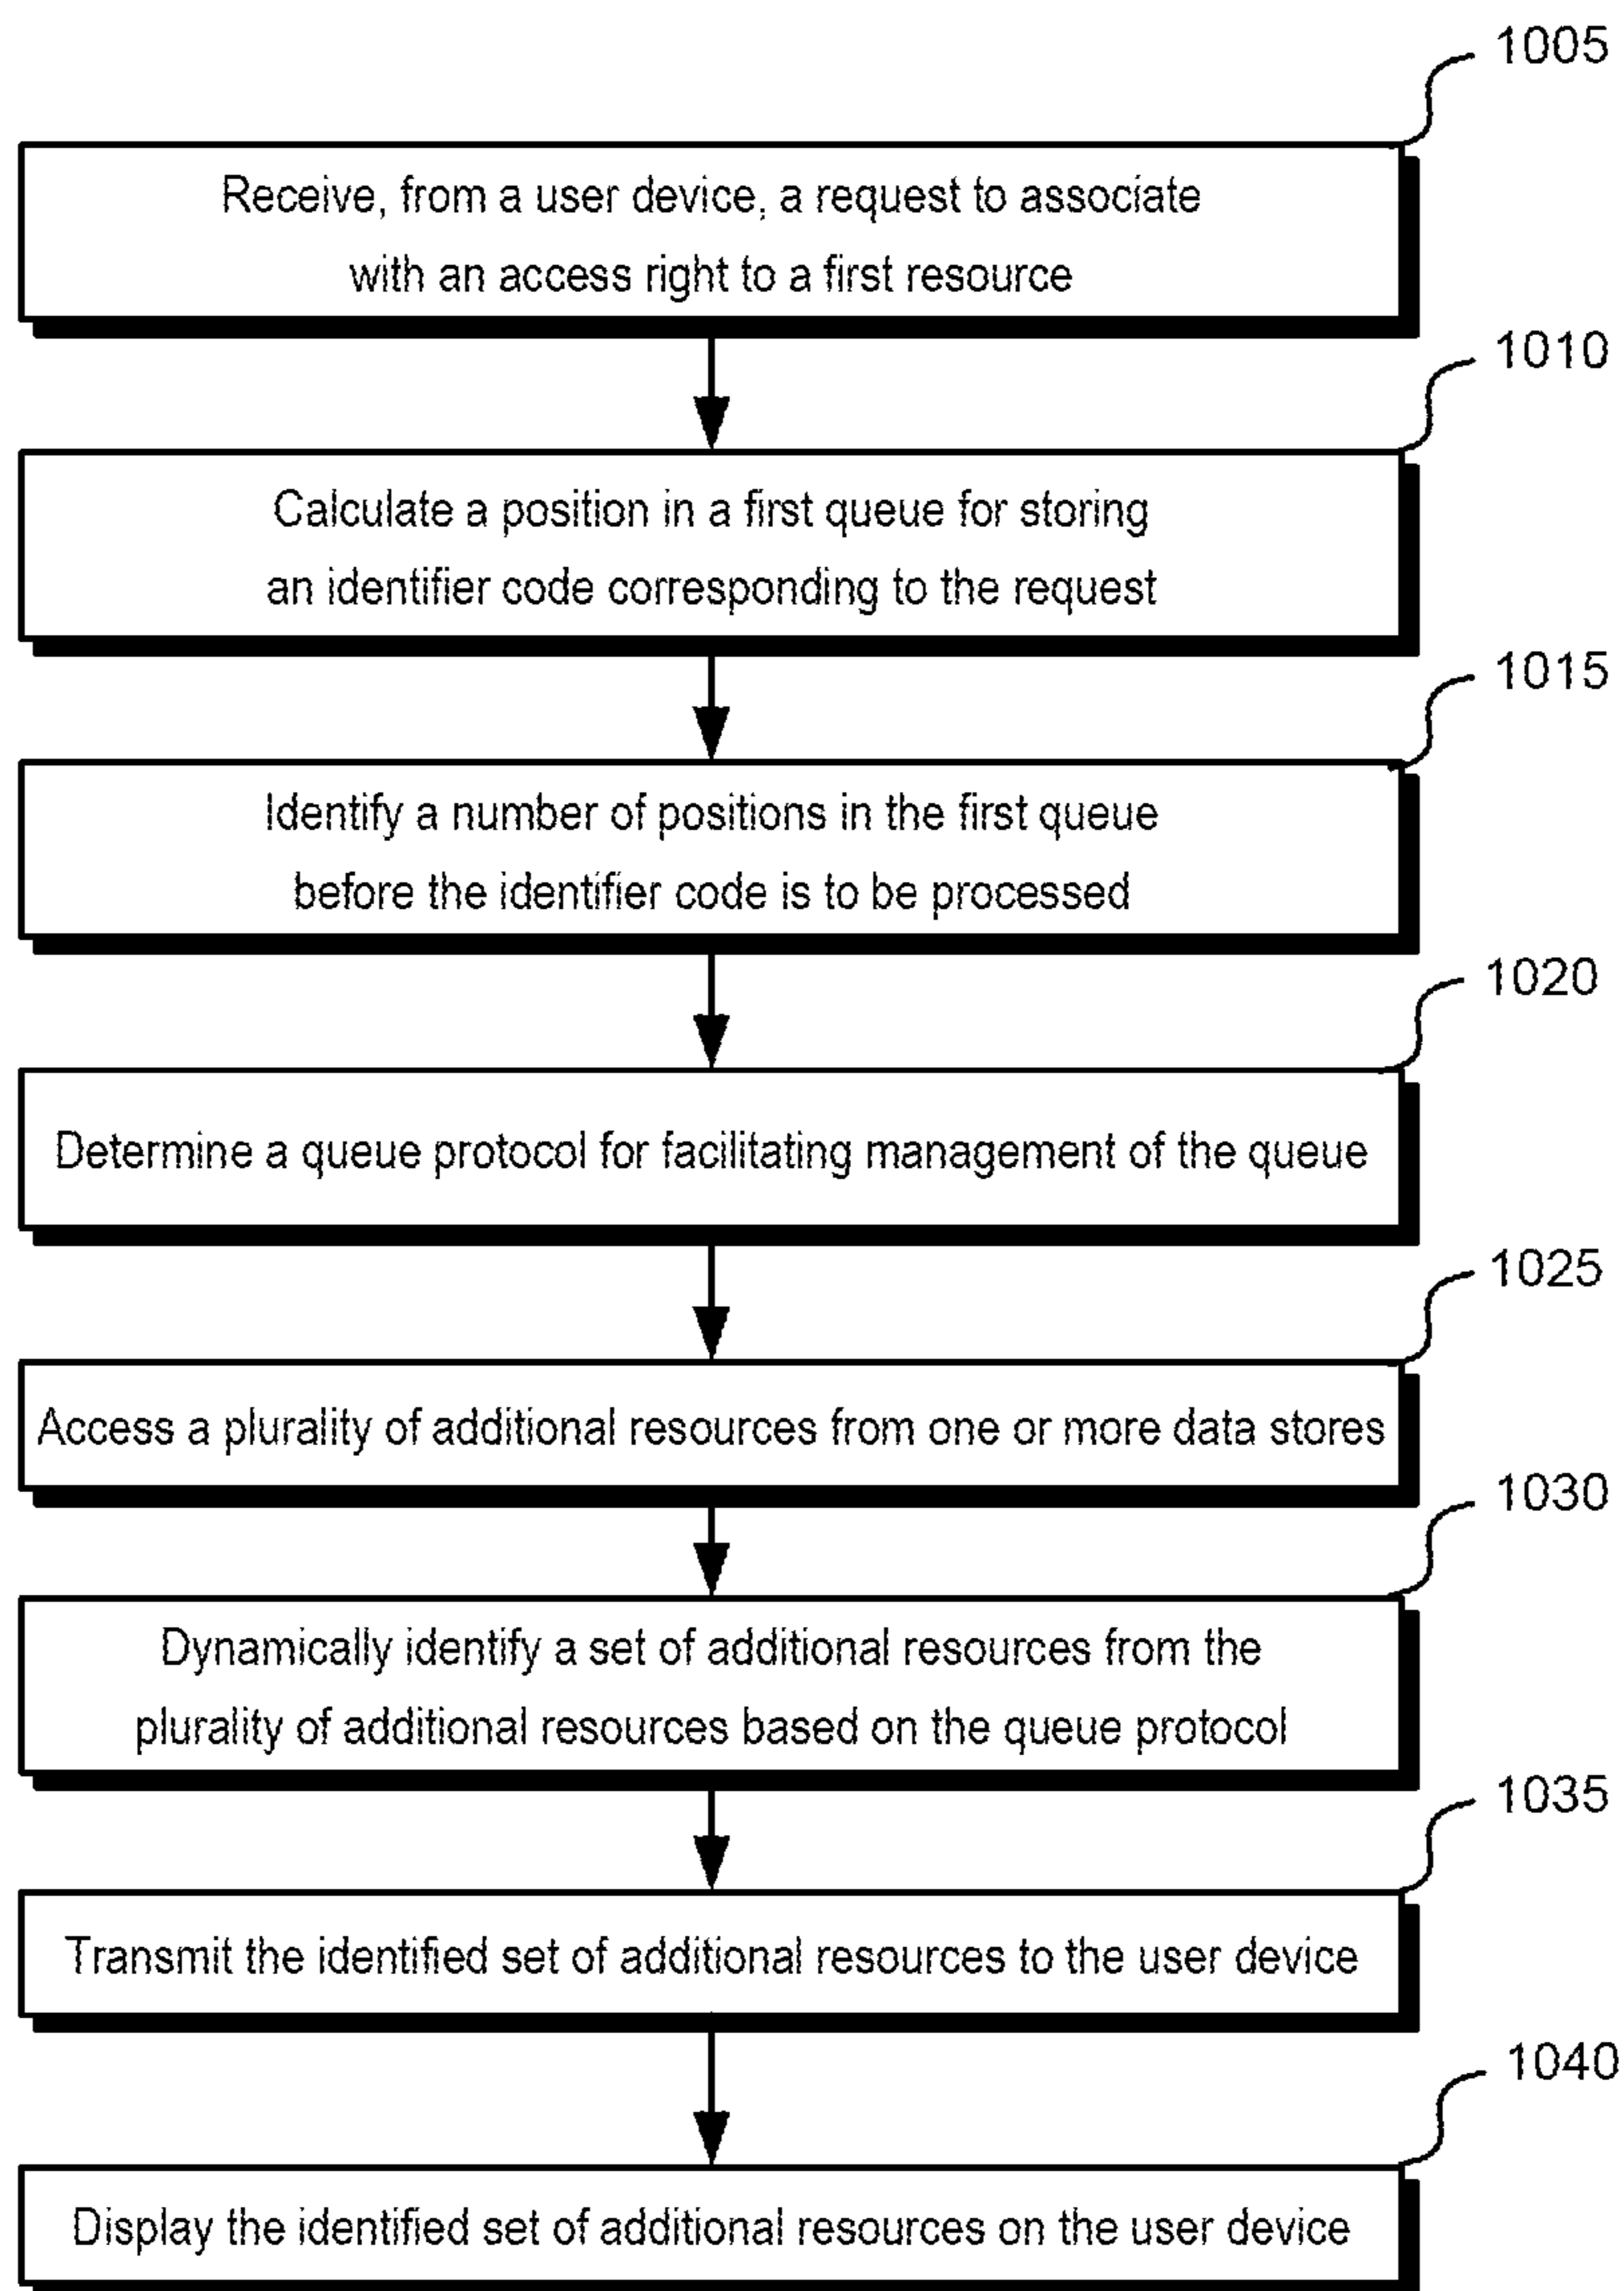 1005
Receive, from a user device, a request to associate
with an access right to a first resource
1010
Calculate a position in a first queue for storing
an identifier code corresponding to the request
1015
Identify a number of positions in the first queue
before the identifier code is to be processed
1020
Determine a queue protocol for facilitating management of the queue
1025
Access a plurality of additional resources from one or more data stores
1030
Dynamically identify a set of additional resources from the
plurality of additional resources based on the queue protocol
1035
Transmit the identified set of additional resources to the user device
1040
Display the identified set of additional resources on the user device